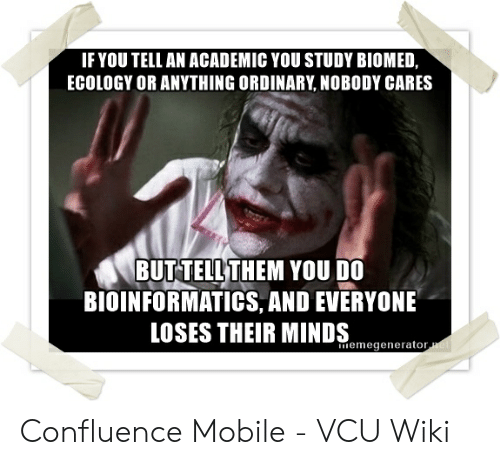 IF YOU TELL AN ACADEMIC YOU STUDY BIOMED,
ECOLOGY OR ANYTHING ORDINARY, NOBODY CARES
BUT TELL THEM YOU DO
BIOINFORMATICS, AND EVERYONE
LOSES THEIR MINDS
memegenerator.net
Confluence Mobile - VCU Wiki